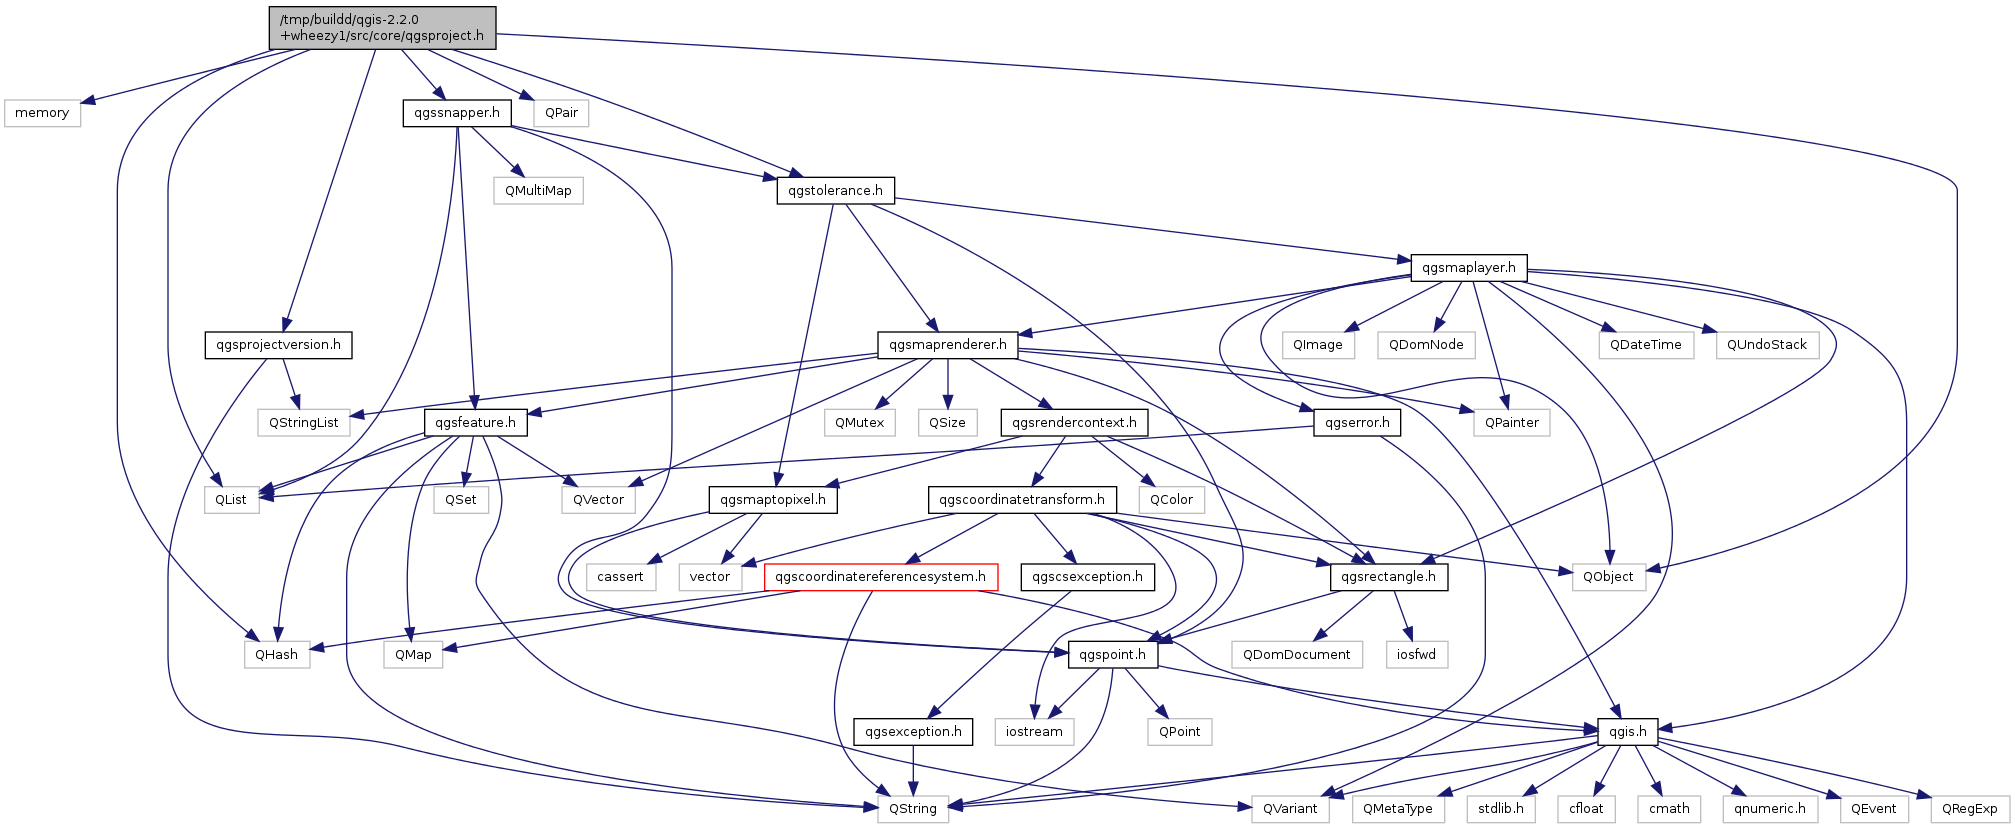 /tmp/buildd/qgis-2.2.0
+wheezy1/src/core/qgsproject.h
memory
qgssnapper.h
QPair
QMultiMap
qgstolerance.h
qgsmaplayer.h
qgsprojectversion.h
qgsmaprenderer.h
QImage
QDomNode
QDateTime
QUndoStack
QStringList
qgsfeature.h
QMutex
QSize
qgsrendercontext.h
qgserror.h
QPainter
QList
QSet
QVector
qgsmaptopixel.h
qgscoordinatetransform.h
QColor
cassert
vector
qgscoordinatereferencesystem.h
qgscsexception.h
qgsrectangle.h
QObject
QHash
QMap
qgspoint.h
QDomDocument
iosfwd
qgsexception.h
iostream
QPoint
qgis.h
QString
QVariant
QMetaType
stdlib.h
cfloat
cmath
qnumeric.h
QEvent
QRegExp